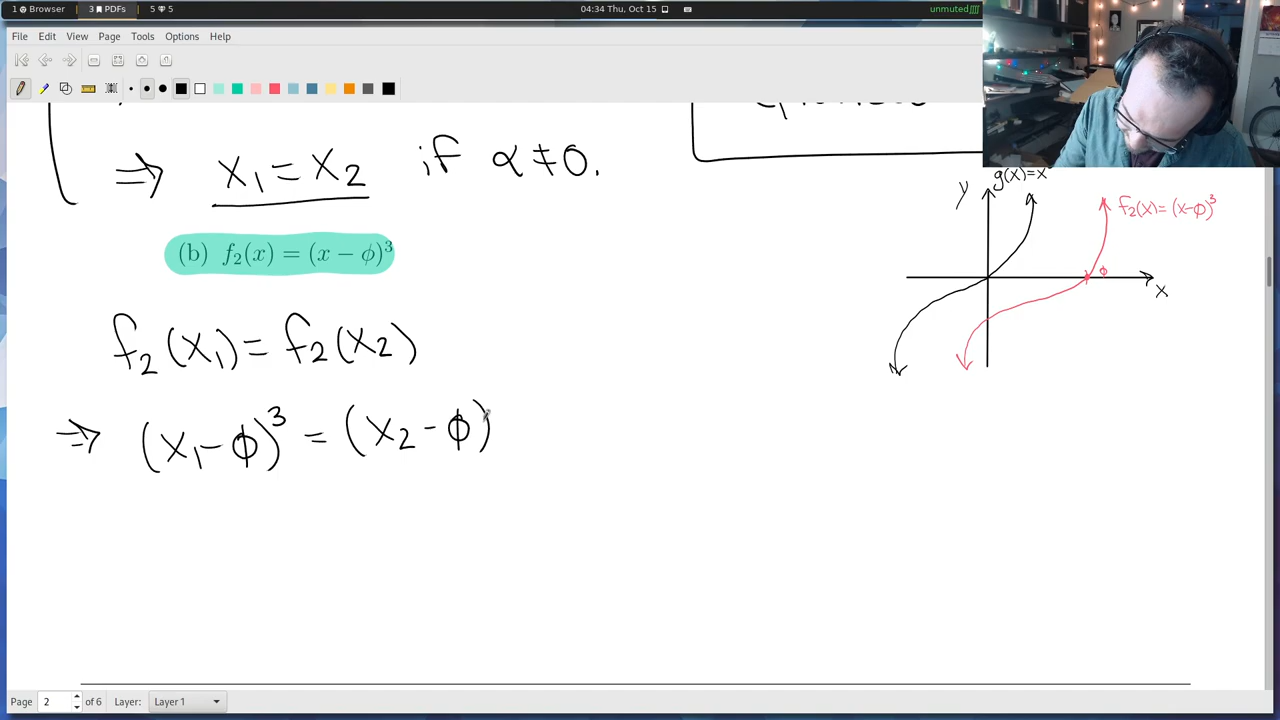 1 Browser 3 PDFs 5 5 04:34 Thu, Oct 15 unmuted
File Edit View Page Tools Options Help
⇒ x₁ = x₂ if α ≠ 0.
(b) f₂(x) = (x − ϕ)³
f₂(x₁) = f₂(x₂)
⇒ (x₁ − ϕ)³ = (x₂ − ϕ)
y g(x) = x
f₂(x) = (x−ϕ)³
ϕ
x
Page 2 of 6 Layer: Layer 1